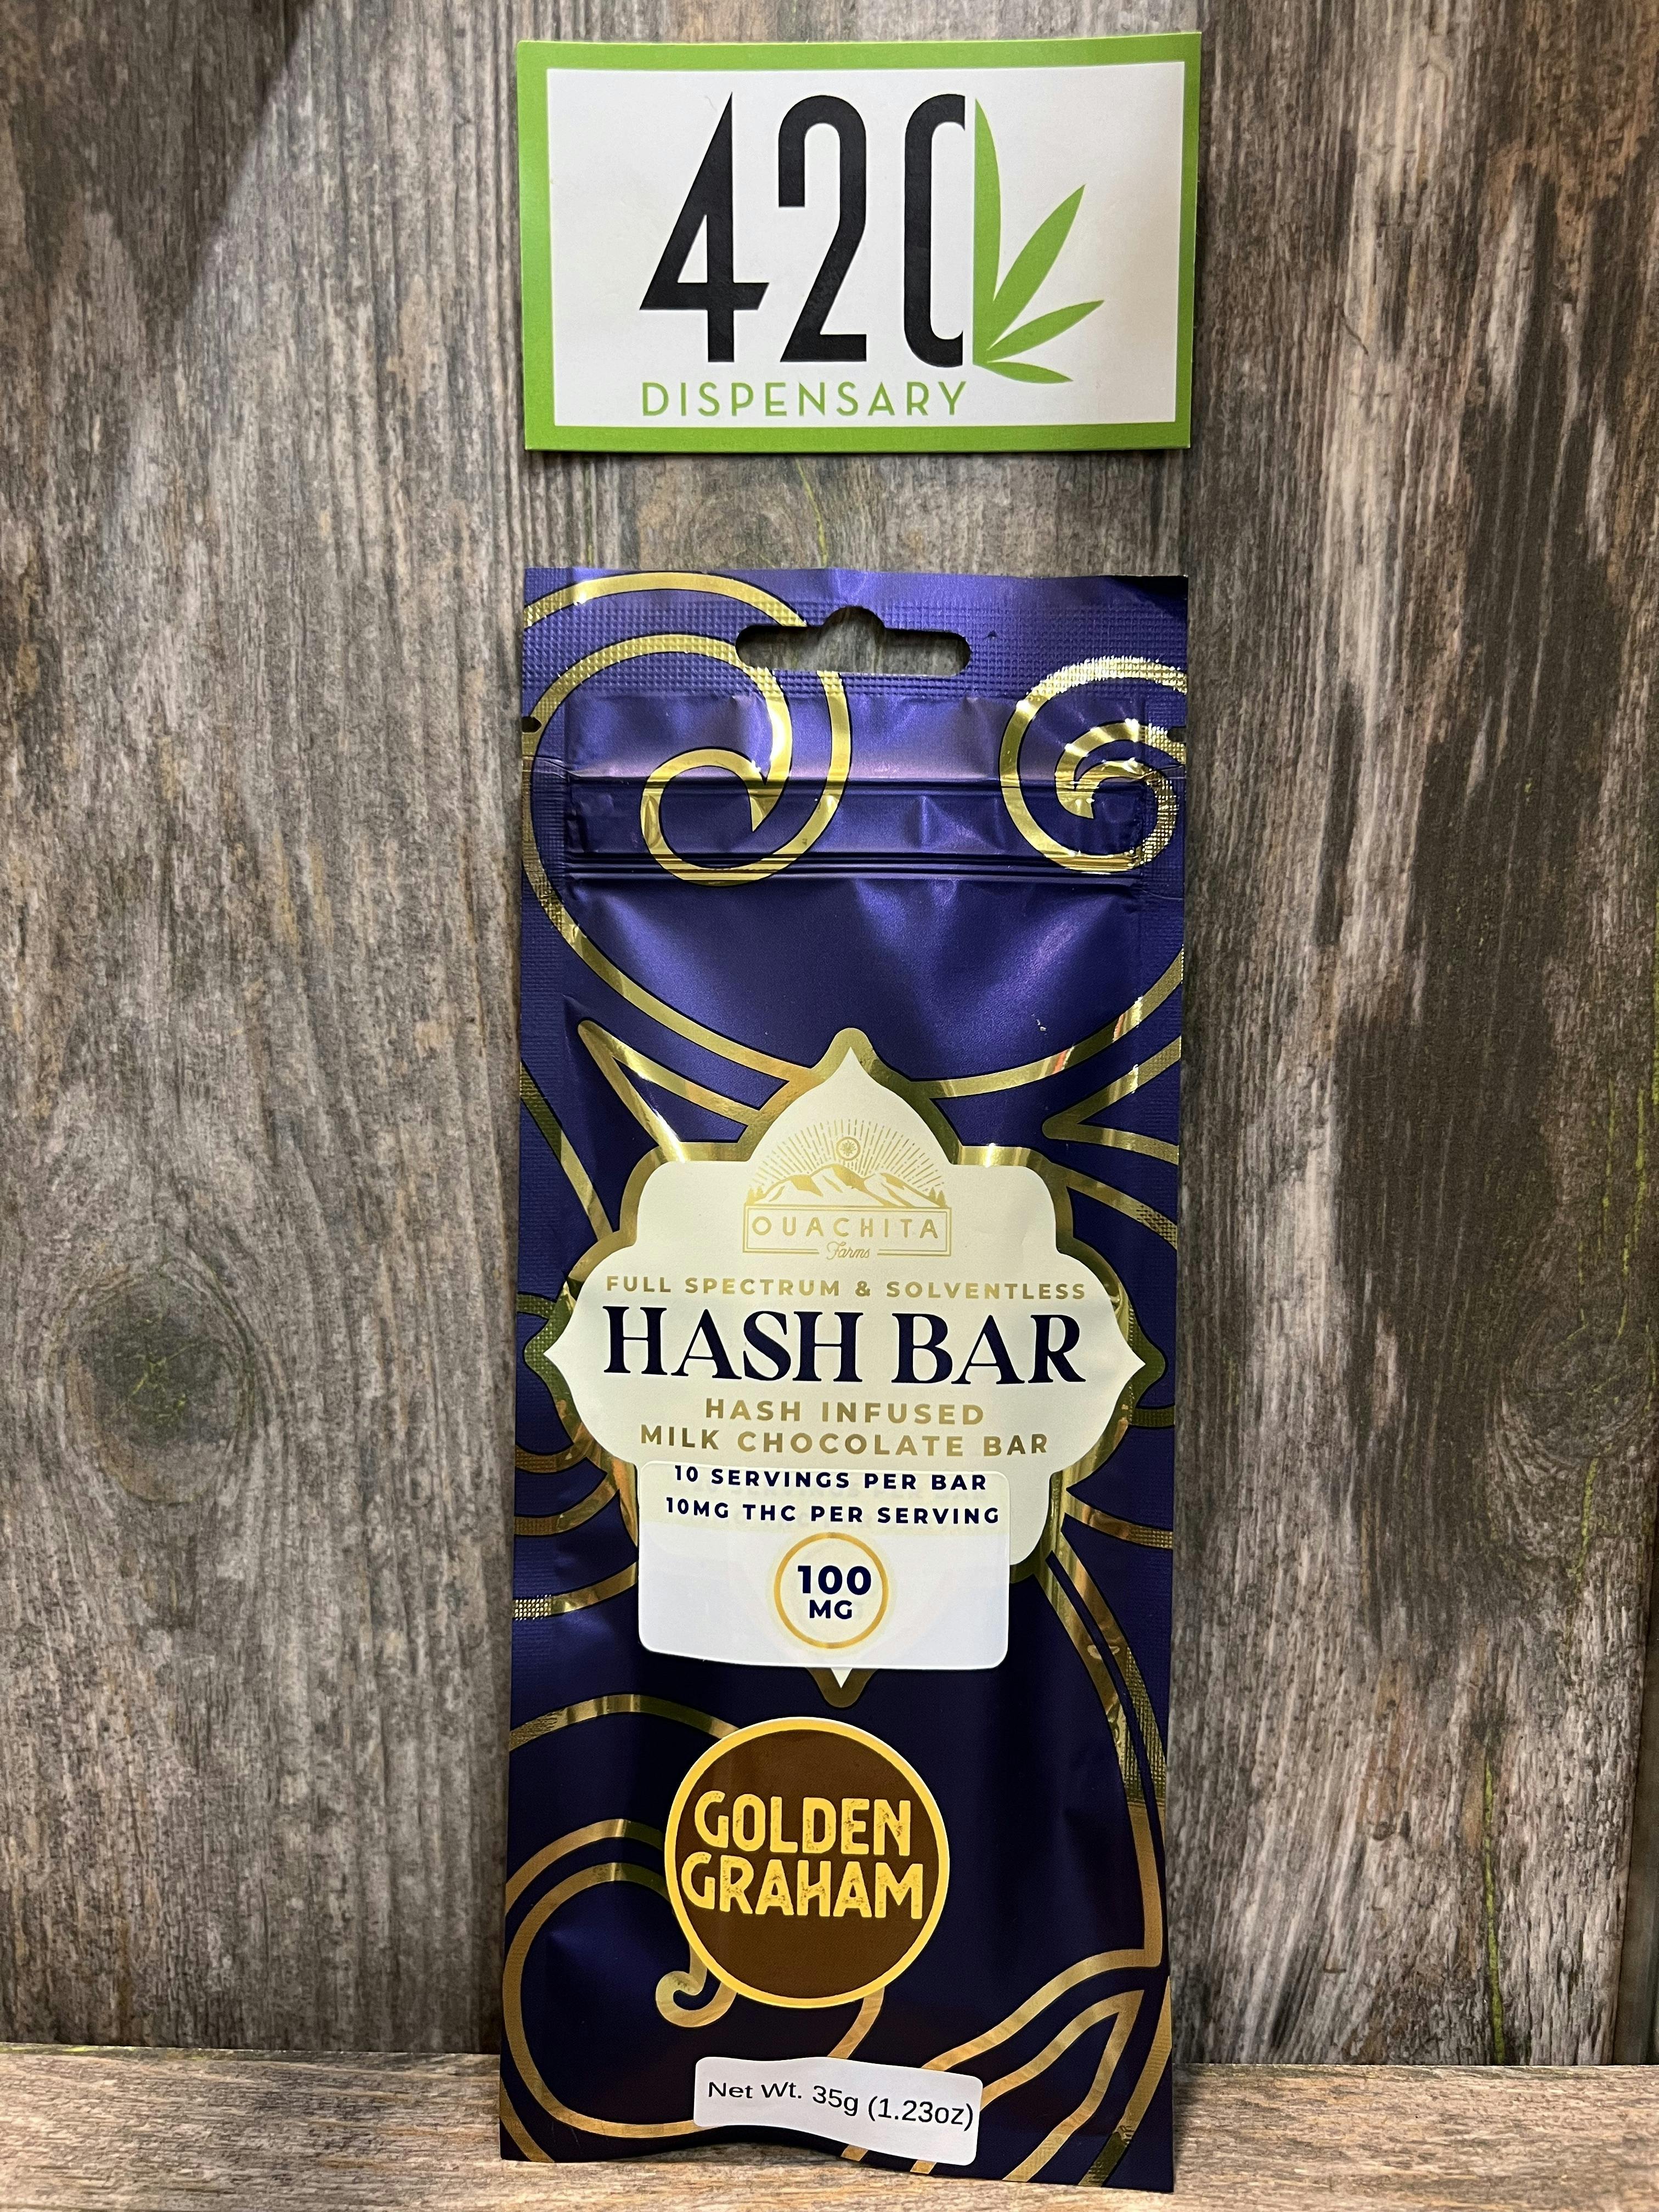 420
DISPENSARY
OUACHITA
Farms
FULL SPECTRUM & SOLVENTLESS
HASH BAR
HASH INFUSED
MILK CHOCOLATE BAR
10 SERVINGS PER BAR
10MG THC PER SERVING
100
MG
GOLDEN
GRAHAM
Net Wt. 35g (1.23oz)